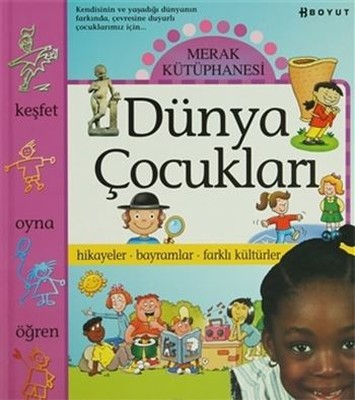 Kendisinin ve yaşadığı dünyanın
farkında, çevresine duyarlı
çocuklarımız için...
BOYUT
MERAK
KÜTÜPHANESİ
Dünya
Çocukları
hikayeler · bayramlar · farklı kültürler
keşfet
oyna
öğren